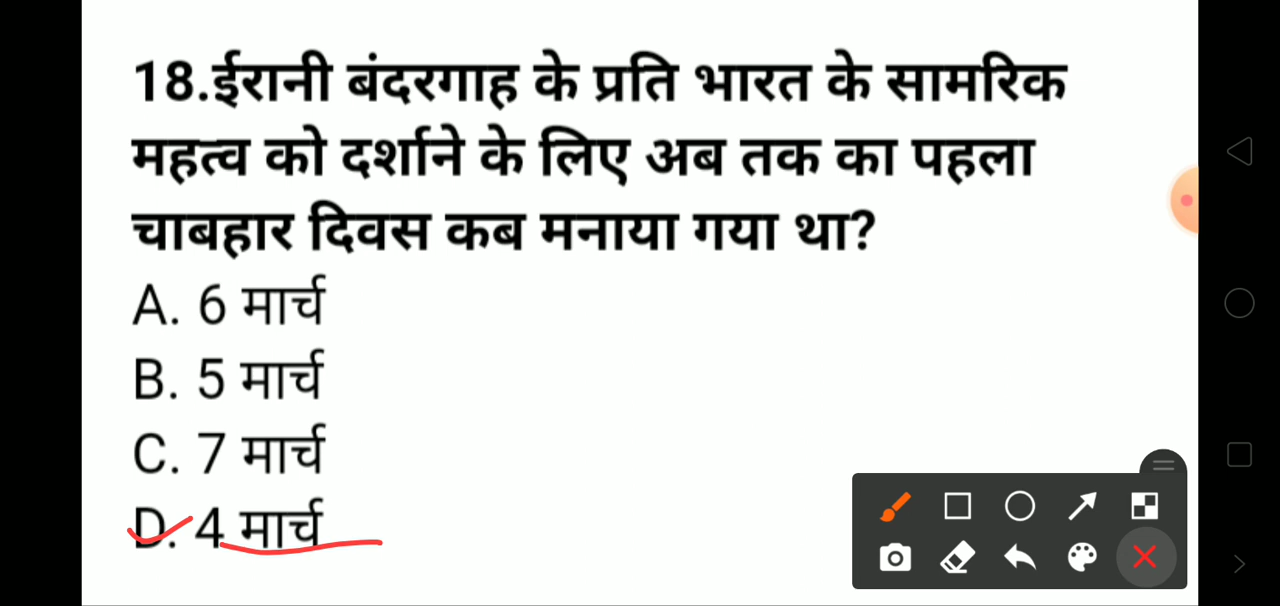 18.ईरानी बंदरगाह के प्रति भारत के सामरिक
महत्व को दर्शाने के लिए अब तक का पहला
चाबहार दिवस कब मनाया गया था?
A. 6 मार्च
B. 5 मार्च
C. 7 मार्च
D. 4 मार्च